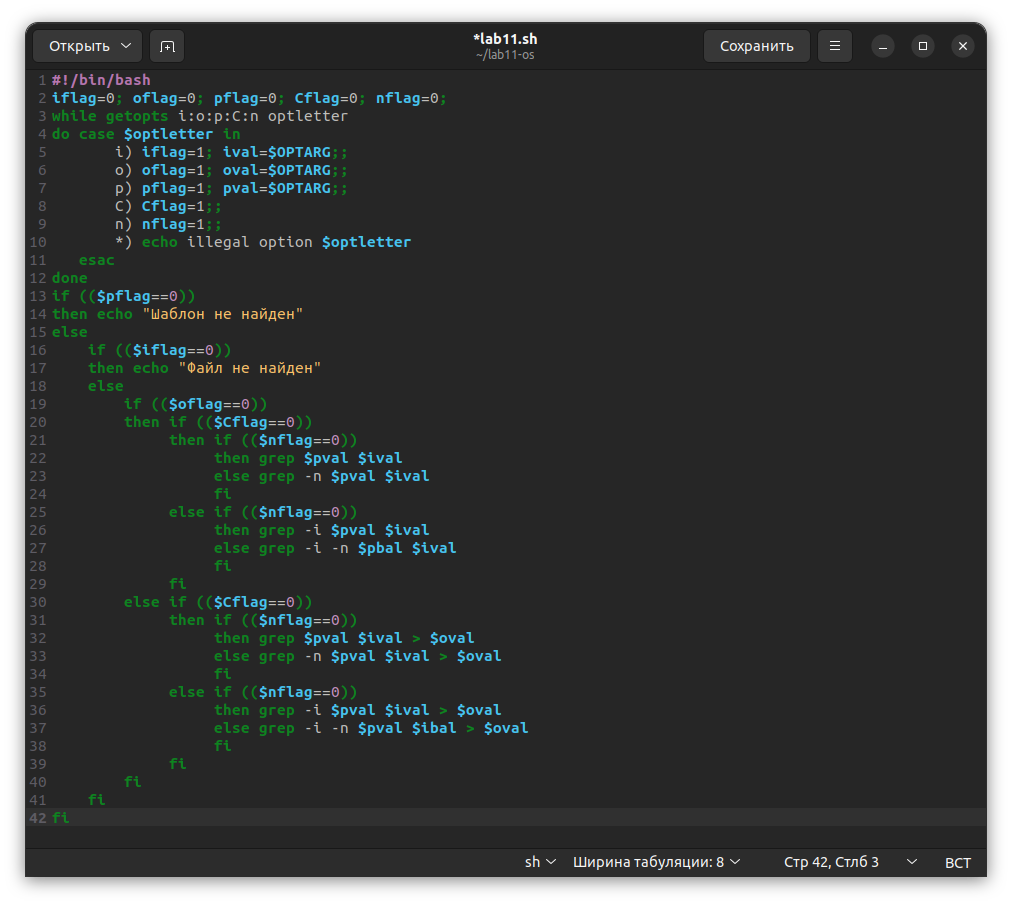 Открыть
*lab11.sh
~/lab11-os
Сохранить
1 #!/bin/bash
2 iflag=0; oflag=0; pflag=0; Cflag=0; nflag=0;
3 while getopts i:o:p:C:n optletter
4 do case $optletter in
5        i) iflag=1; ival=$OPTARG;;
6        o) oflag=1; oval=$OPTARG;;
7        p) pflag=1; pval=$OPTARG;;
8        C) Cflag=1;;
9        n) nflag=1;;
10        *) echo illegal option $optletter
11    esac
12 done
13 if (($pflag==0))
14 then echo "Шаблон не найден"
15 else
16     if (($iflag==0))
17     then echo "Файл не найден"
18     else
19         if (($oflag==0))
20         then if (($Cflag==0))
21              then if (($nflag==0))
22                   then grep $pval $ival
23                   else grep -n $pval $ival
24                   fi
25              else if (($nflag==0))
26                   then grep -i $pval $ival
27                   else grep -i -n $pbal $ival
28                   fi
29              fi
30         else if (($Cflag==0))
31              then if (($nflag==0))
32                   then grep $pval $ival > $oval
33                   else grep -n $pval $ival > $oval
34                   fi
35              else if (($nflag==0))
36                   then grep -i $pval $ival > $oval
37                   else grep -i -n $pval $ibal > $oval
38                   fi
39              fi
40         fi
41     fi
42 fi
sh Ширина табуляции: 8 Стр 42, Стлб 3 ВСТ